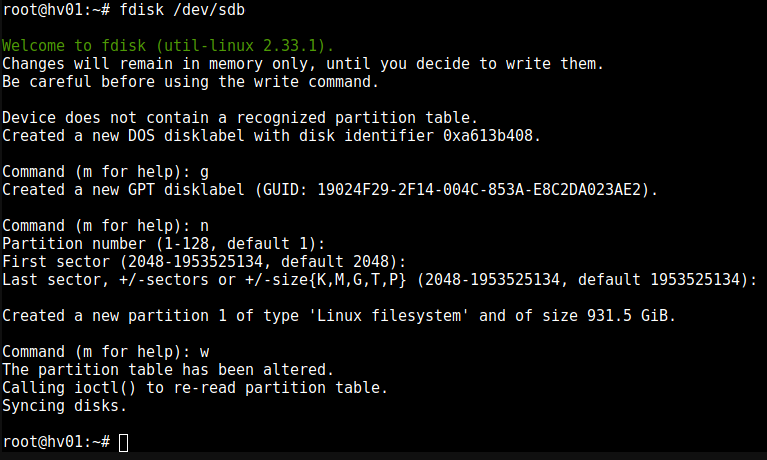 root@hv01:~# fdisk /dev/sdb
Welcome to fdisk (util-linux 2.33.1).
Changes will remain in memory only, until you decide to write them.
Be careful before using the write command.
Device does not contain a recognized partition table.
Created a new DOS disklabel with disk identifier 0xa613b408.
Command (m for help): g
Created a new GPT disklabel (GUID: 19024F29-2F14-004C-853A-E8C2DA023AE2).
Command (m for help): n
Partition number (1-128, default 1):
First sector (2048-1953525134, default 2048):
Last sector, +/-sectors or +/-size{K,M,G,T,P} (2048-1953525134, default 1953525134):
Created a new partition 1 of type 'Linux filesystem' and of size 931.5 GiB.
Command (m for help): w
The partition table has been altered.
Calling ioctl() to re-read partition table.
Syncing disks.
root@hv01:~#